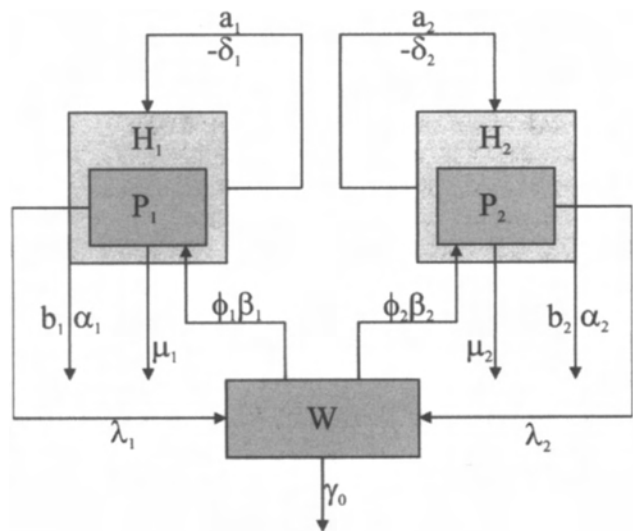 a₁ a₂
-δ₁ -δ₂
H₁ H₂
P₁ P₂
ϕ₁β₁ ϕ₂β₂
b₁ α₁ b₂ α₂
μ₁ μ₂
W
λ₁ λ₂
γ₀